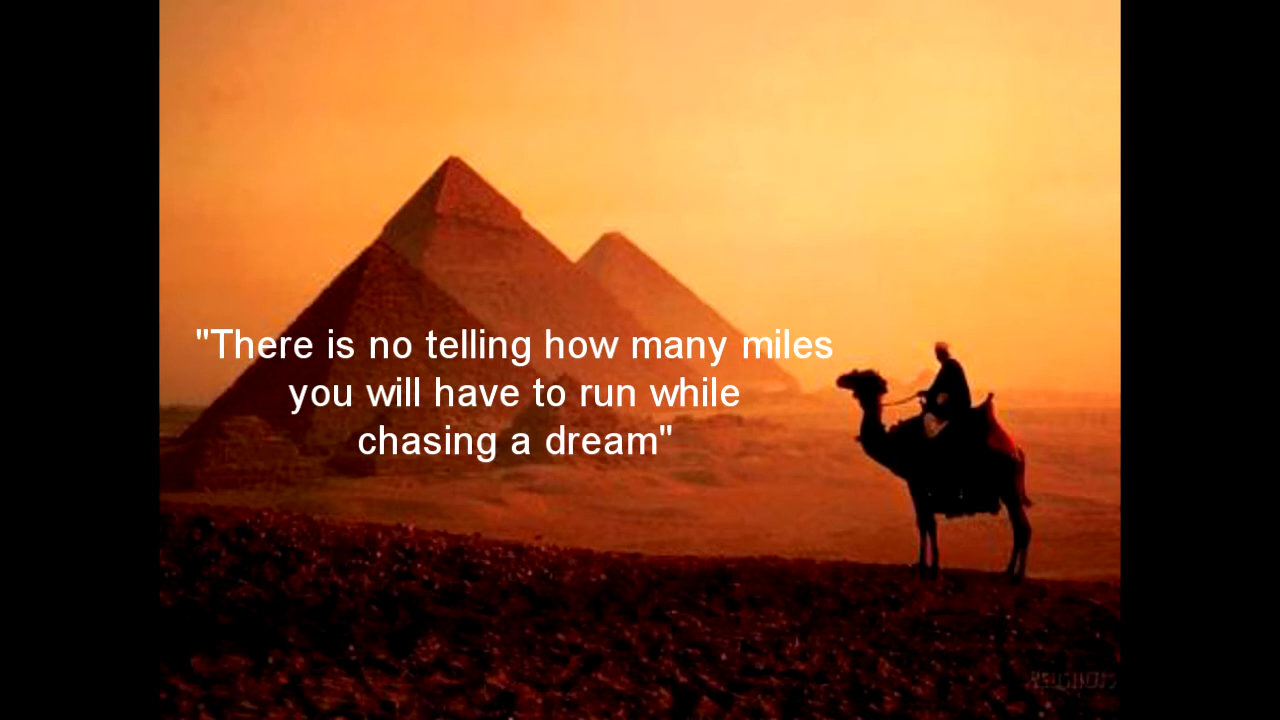 "There is no telling how many miles
you will have to run while
chasing a dream"